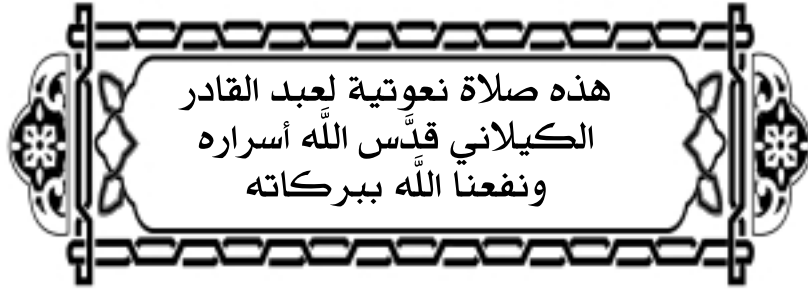 هذه صلاة نعوتية لعبد القادر
الكيلاني قدَّس اللَّه أسراره
ونفعنا اللَّه ببركاته